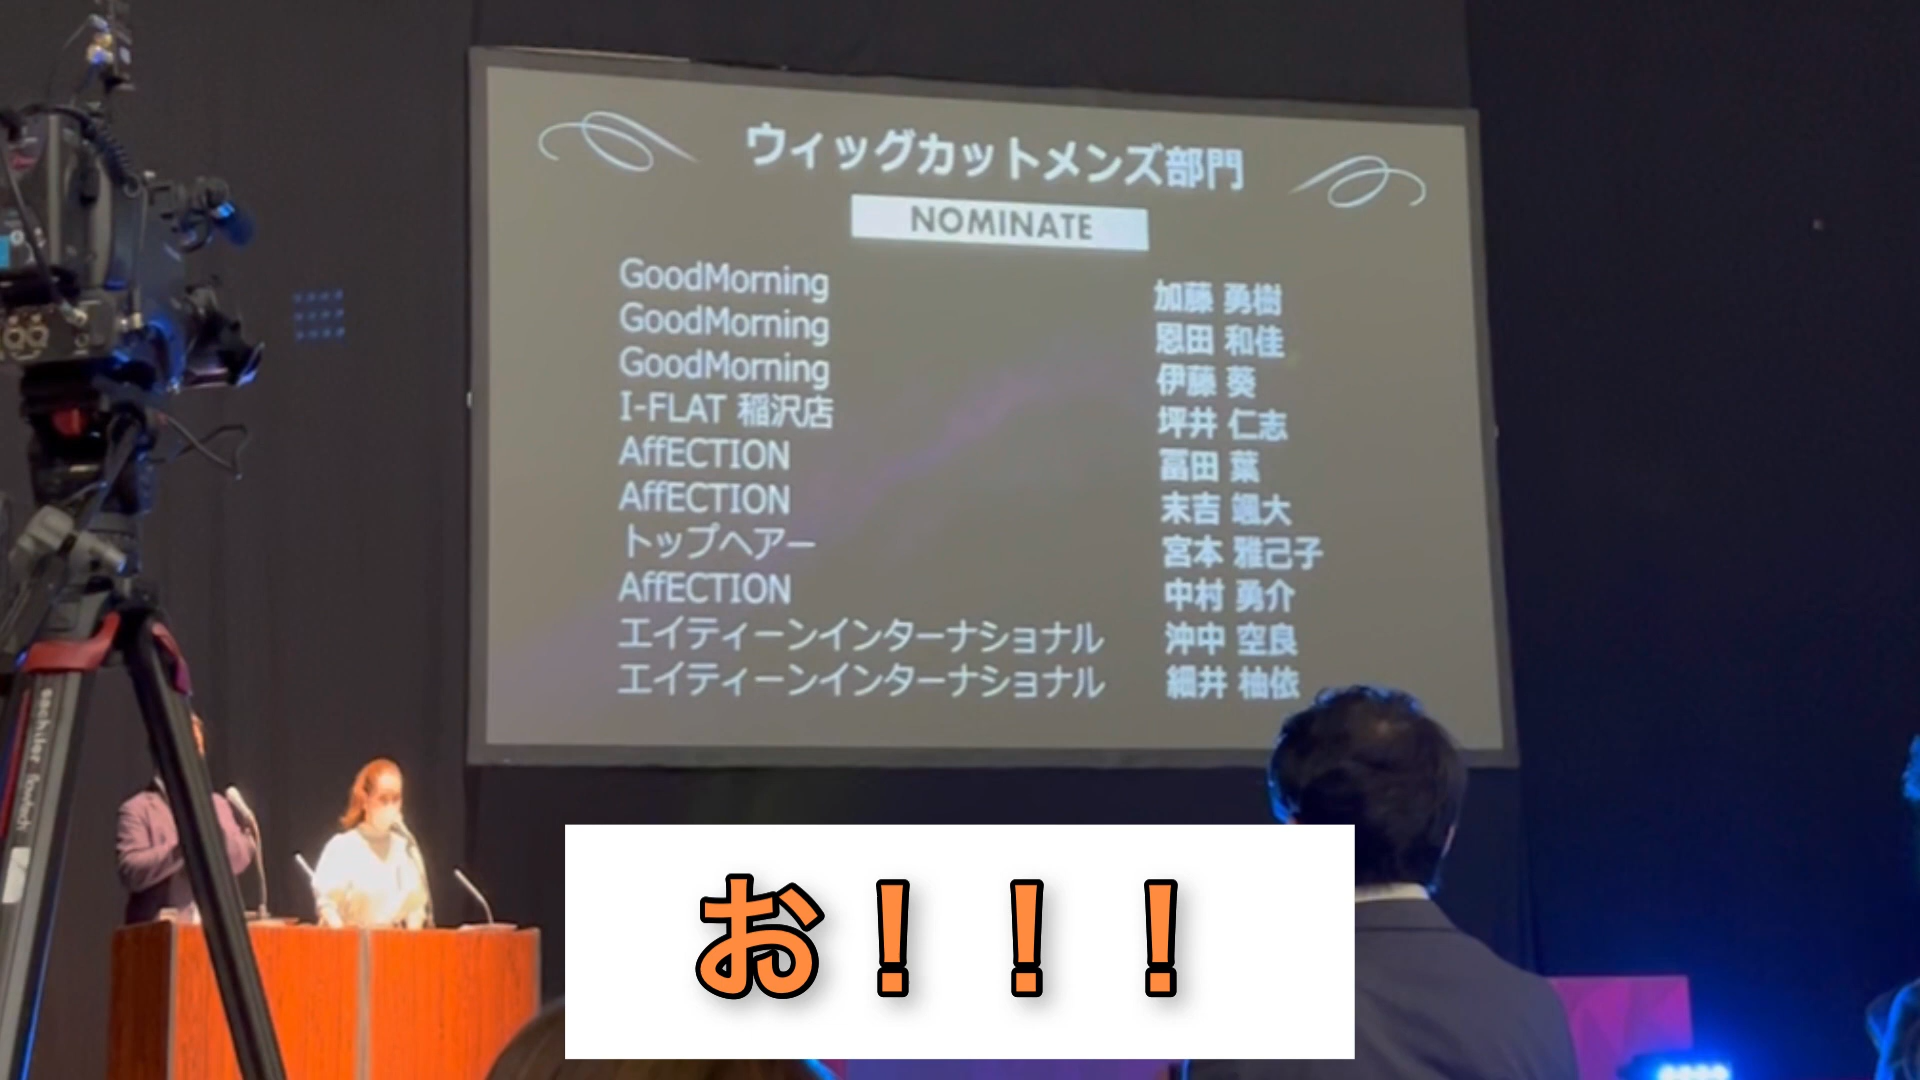 ウィッグカットメンズ部門
NOMINATE
GoodMorning 加藤 勇樹
GoodMorning 恩田 和佳
GoodMorning 伊藤 葵
I-FLAT 稲沢店 坪井 仁志
AffECTION 冨田 葉
AffECTION 末吉 颯大
トップヘアー 宮本 雅己子
AffECTION 中村 勇介
エイティーンインターナショナル 沖中 空良
エイティーンインターナショナル 細井 柚依
sachtler
お！！！